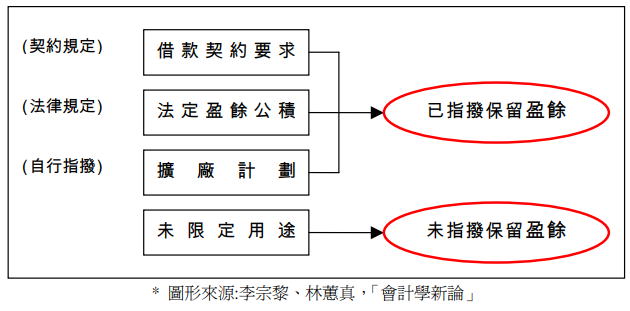 (契約規定) 借款契約要求
(法律規定) 法定盈餘公積 已指撥保留盈餘
(自行指撥) 擴廠計劃
未限定用途 未指撥保留盈餘
* 圖形來源:李宗黎、林蕙真,「會計學新論」